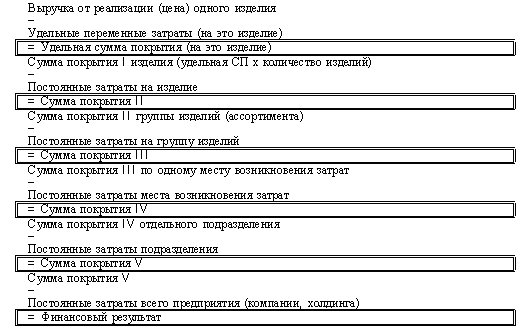 Выручка от реализации (цена) одного изделия
–
Удельные переменные затраты (на это изделие)
= Удельная сумма покрытия (на это изделие)
Сумма покрытия I изделия (удельная СП х количество изделий)
–
Постоянные затраты на изделие
= Сумма покрытия II
Сумма покрытия II группы изделий (ассортимента)
–
Постоянные затраты на группу изделий
= Сумма покрытия III
Сумма покрытия III по одному месту возникновения затрат
–
Постоянные затраты места возникновения затрат
= Сумма покрытия IV
Сумма покрытия IV отдельного подразделения
–
Постоянные затраты подразделения
= Сумма покрытия V
Сумма покрытия V
–
Постоянные затраты всего предприятия (компании, холдинга)
= Финансовый результат